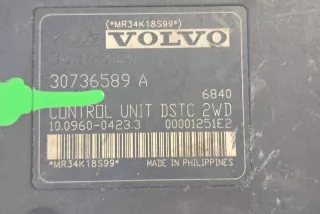 (*MR34K18S99*)
VOLVO
30736589 A
6840
CONTROL UNIT DSTC 2WD
10.0960-0423.3 00001251E2
*MR34K18S99* MADE IN PHILIPPINES